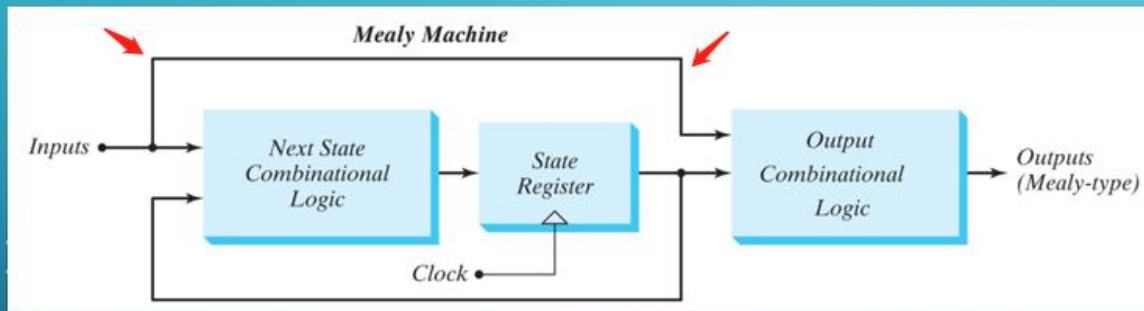 Mealy Machine
Inputs
Next State
Combinational
Logic
State
Register
Clock
Output
Combinational
Logic
Outputs
(Mealy-type)